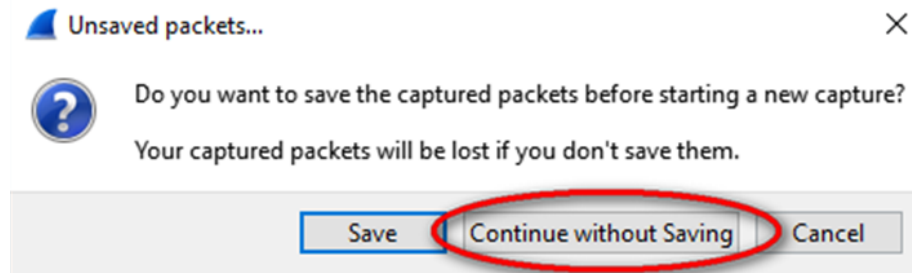 Unsaved packets...
Do you want to save the captured packets before starting a new capture?
Your captured packets will be lost if you don't save them.
Save Continue without Saving Cancel